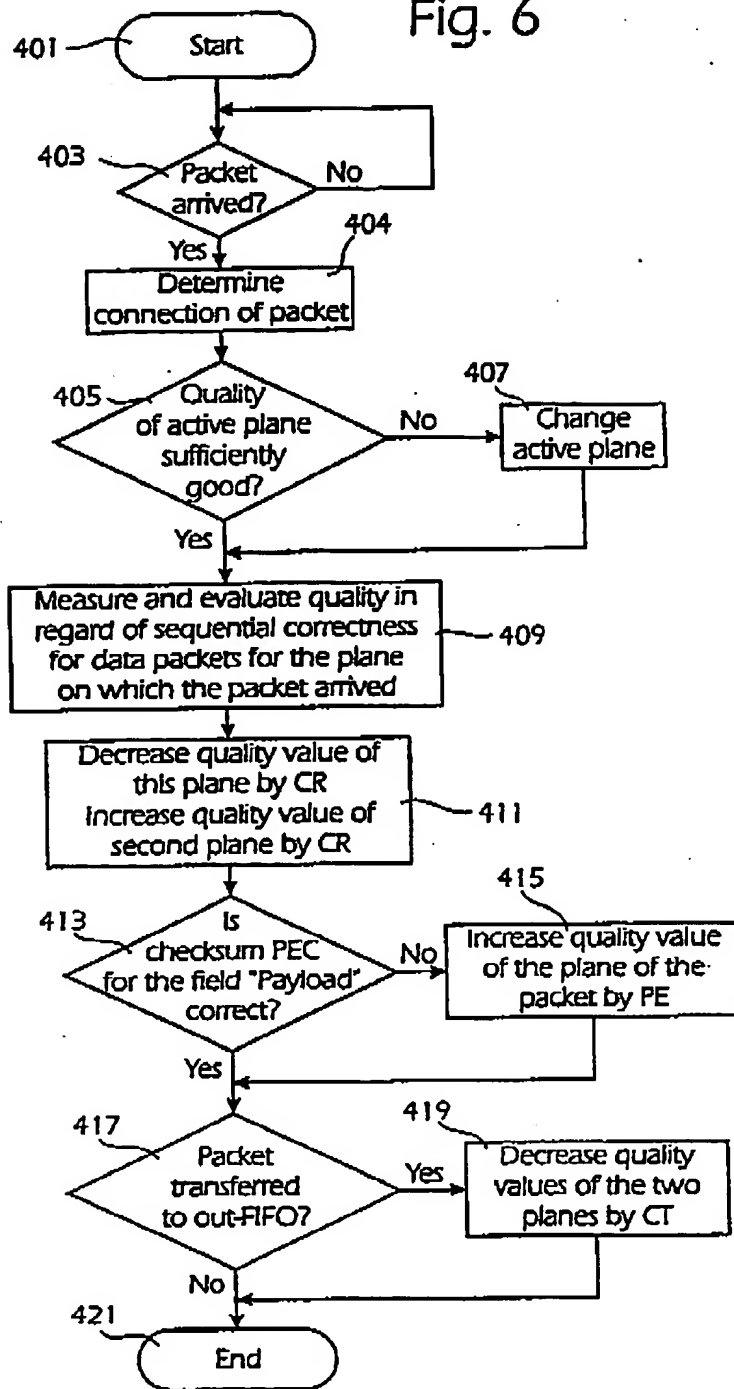 Fig. 6
401
Start
403
Packet
arrived?
No
Yes
404
Determine
connection of packet
405
Quality
of active plane
sufficiently
good?
No
407
Change
active plane
Yes
Measure and evaluate quality in
regard of sequential correctness
for data packets for the plane
on which the packet arrived
409
Decrease quality value of
this plane by CR
Increase quality value of
second plane by CR
411
413
Is
checksum PEC
for the field "Payload"
correct?
No
415
Increase quality value
of the plane of the
packet by PE
Yes
417
Packet
transferred
to out-FIFO?
Yes
419
Decrease quality
values of the two
planes by CT
No
421
End